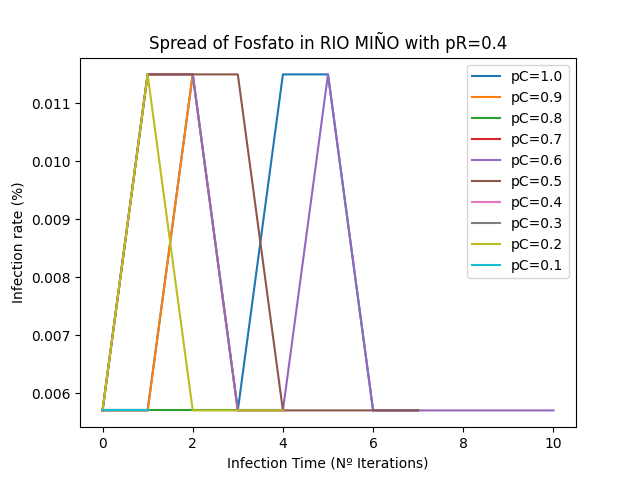 Spread of Fosfato in RIO MIÑO with pR=0.4
Infection rate (%)
0.011
0.010
0.009
0.008
0.007
0.006
0 2 4 6 8 10
Infection Time (Nº Iterations)
pC=1.0
pC=0.9
pC=0.8
pC=0.7
pC=0.6
pC=0.5
pC=0.4
pC=0.3
pC=0.2
pC=0.1